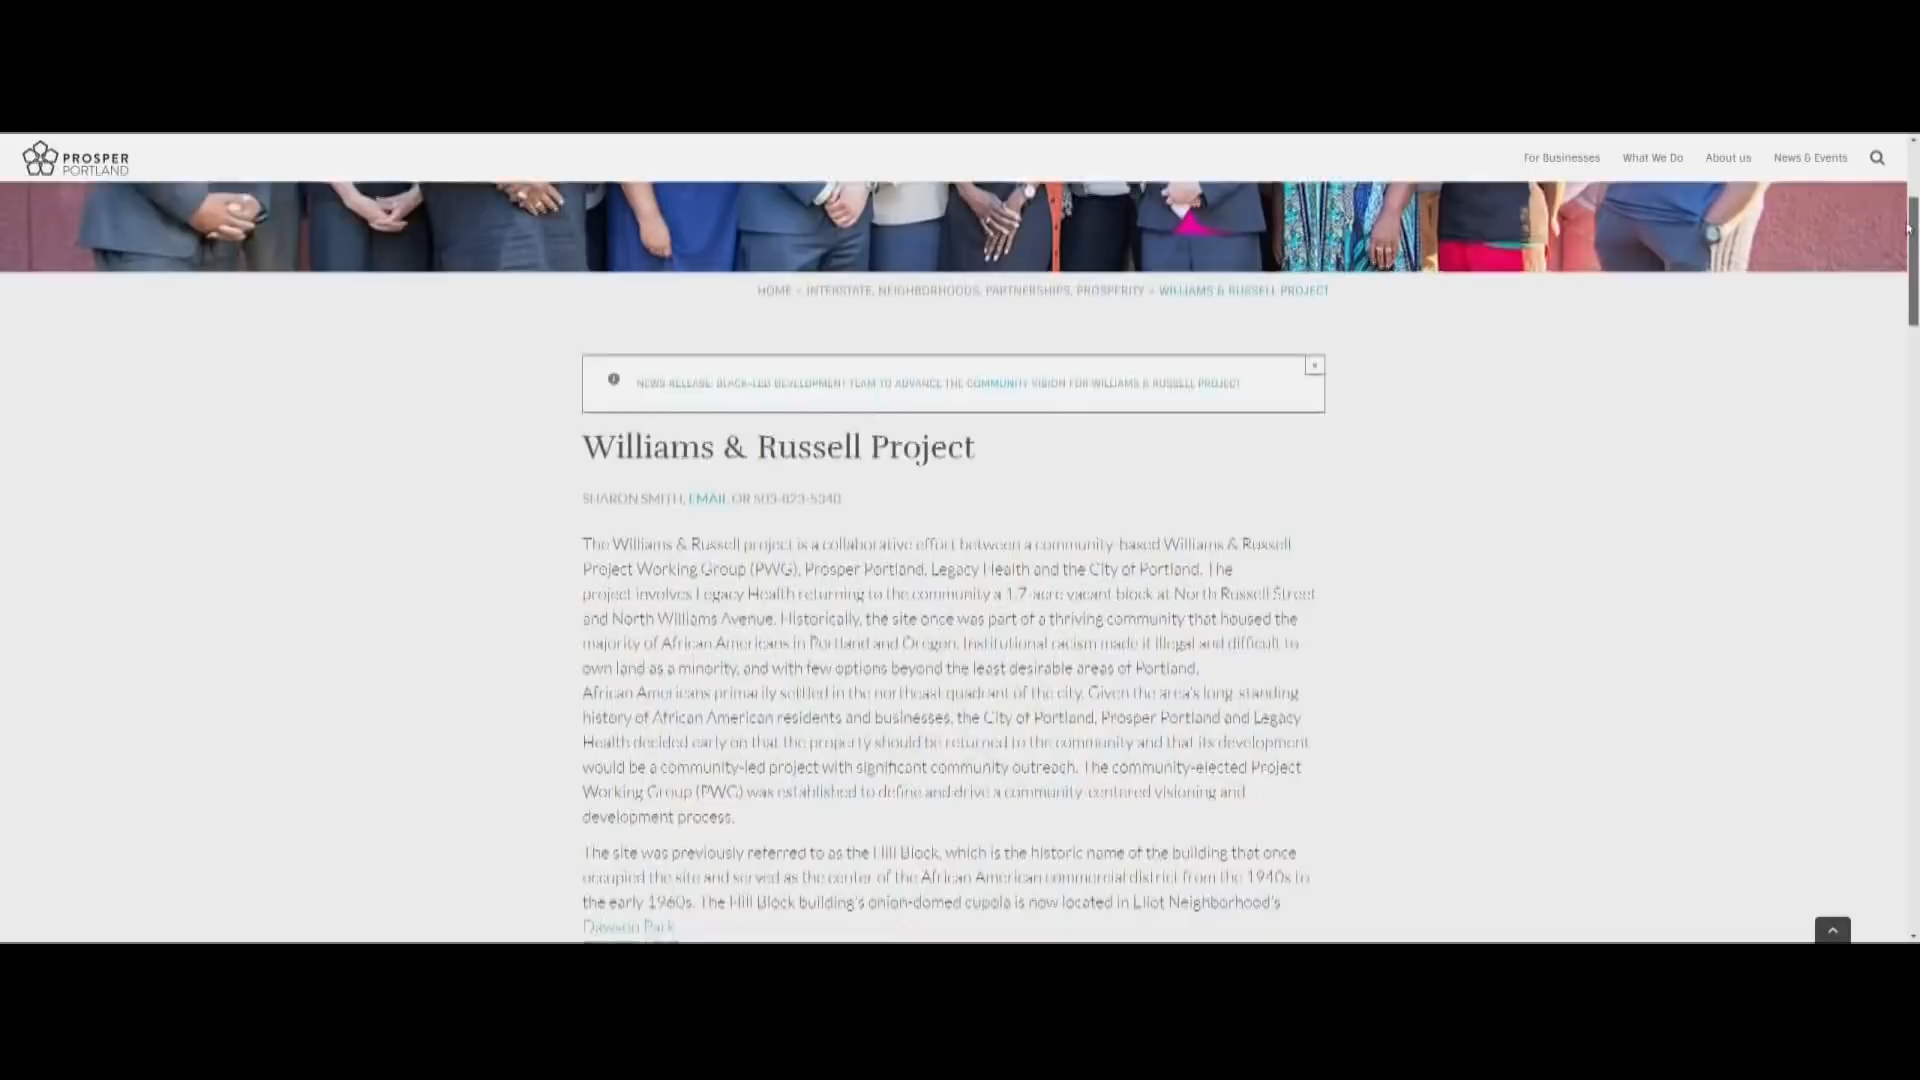 PROSPER
PORTLAND
For Businesses What We Do About us News & Events
HOME » INTERSTATE, NEIGHBORHOODS, PARTNERSHIPS, PROSPERITY » WILLIAMS & RUSSELL PROJECT
NEWS RELEASE: BLACK-LED DEVELOPMENT TEAM TO ADVANCE THE COMMUNITY VISION FOR WILLIAMS & RUSSELL PROJECT
×
Williams & Russell Project
SHARON SMITH, EMAIL OR 503-823-5340
The Williams & Russell project is a collaborative effort between a community-based Williams & Russell
Project Working Group (PWG), Prosper Portland, Legacy Health and the City of Portland. The
project involves Legacy Health returning to the community a 1.7-acre vacant block at North Russell Street
and North Williams Avenue. Historically, the site once was part of a thriving community that housed the
majority of African Americans in Portland and Oregon. Institutional racism made it illegal and difficult to
own land as a minority, and with few options beyond the least desirable areas of Portland,
African Americans primarily settled in the northeast quadrant of the city. Given the area's long-standing
history of African American residents and businesses, the City of Portland, Prosper Portland and Legacy
Health decided early on that the property should be returned to the community and that its development
would be a community-led project with significant community outreach. The community-elected Project
Working Group (PWG) was established to define and drive a community-centered visioning and
development process.
The site was previously referred to as the Hill Block, which is the historic name of the building that once
occupied the site and served as the center of the African American commercial district from the 1940s to
the early 1960s. The Hill Block building's onion-domed cupola is now located in Eliot Neighborhood's
Dawson Park